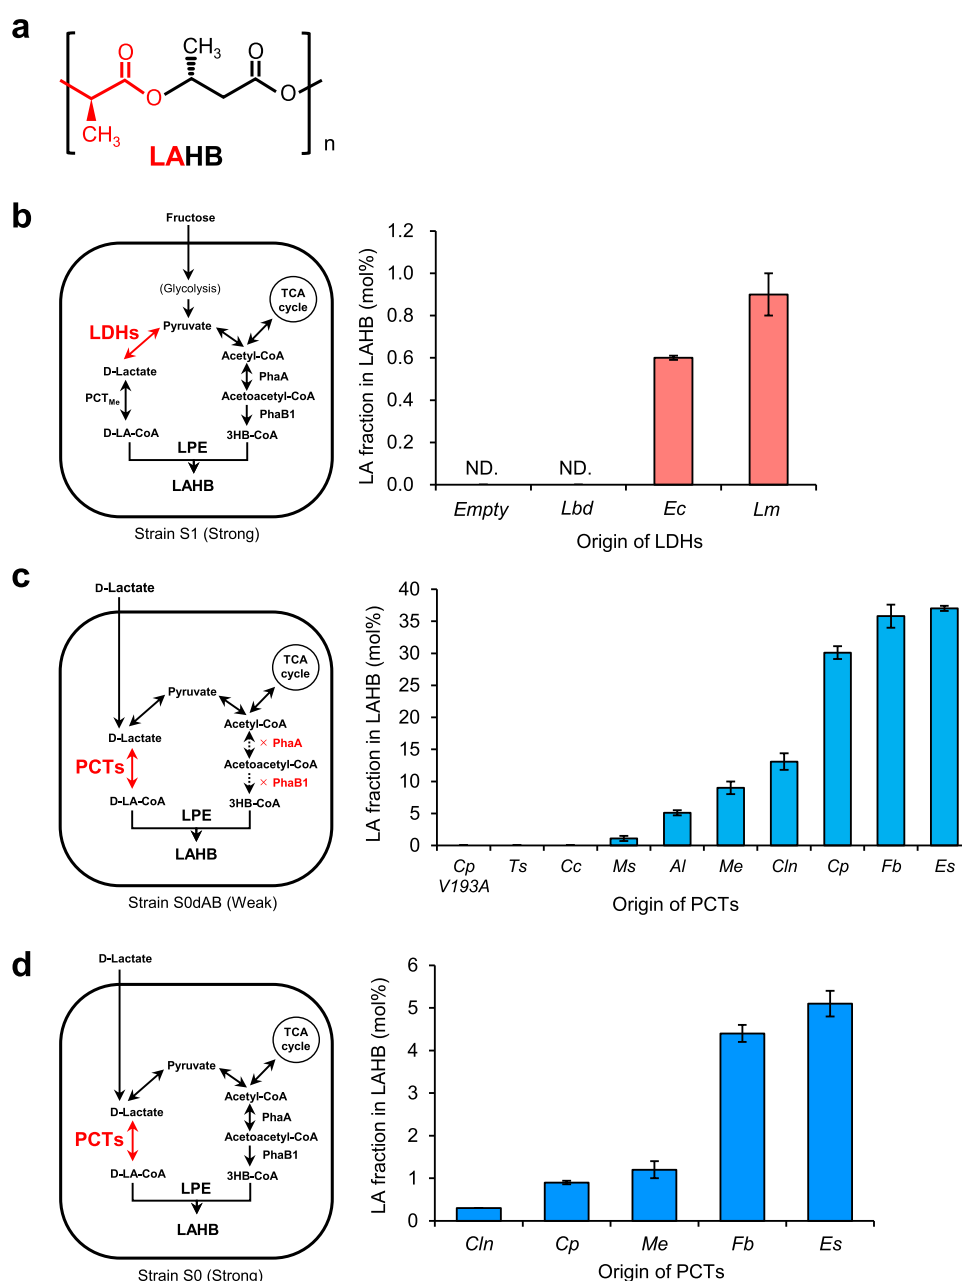 a
O
CH3
O
O
O
CH3
n
LAHB
b
Fructose
(Glycolysis)
TCA
cycle
LDHs
Pyruvate
Acetyl-CoA
D-Lactate
PhaA
PCTMe
Acetoacetyl-CoA
PhaB1
D-LA-CoA
3HB-CoA
LPE
LAHB
Strain S1 (Strong)
LA fraction in LAHB (mol%)
1.2
1.0
0.8
0.6
0.4
0.2
0.0
ND.
ND.
Empty
Lbd
Ec
Lm
Origin of LDHs
c
D-Lactate
TCA
cycle
Pyruvate
Acetyl-CoA
D-Lactate
× PhaA
PCTs
Acetoacetyl-CoA
× PhaB1
D-LA-CoA
3HB-CoA
LPE
LAHB
Strain S0dAB (Weak)
LA fraction in LAHB (mol%)
40
35
30
25
20
15
10
5
0
Cp
V193A
Ts
Cc
Ms
Al
Me
Cln
Cp
Fb
Es
Origin of PCTs
d
D-Lactate
TCA
cycle
Pyruvate
Acetyl-CoA
D-Lactate
PhaA
PCTs
Acetoacetyl-CoA
PhaB1
D-LA-CoA
3HB-CoA
LPE
LAHB
Strain S0 (Strong)
LA fraction in LAHB (mol%)
6
5
4
3
2
1
0
Cln
Cp
Me
Fb
Es
Origin of PCTs